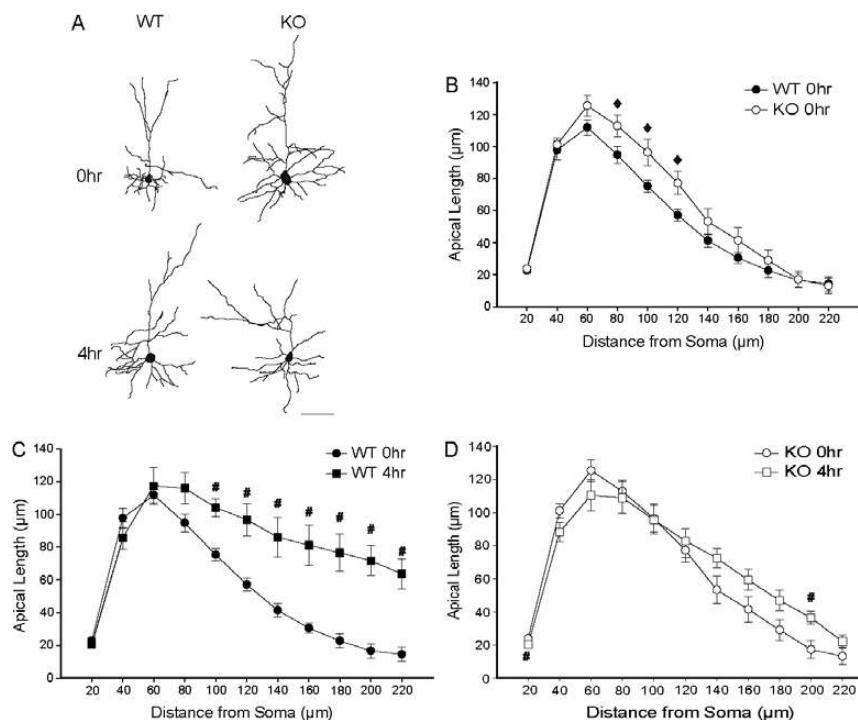 A
WT
KO
0hr
4hr
B
WT 0hr
KO 0hr
Apical Length (µm)
140
120
100
80
60
40
20
0
20 40 60 80 100 120 140 160 180 200 220
Distance from Soma (µm)
C
WT 0hr
WT 4hr
Apical Length (µm)
140
120
100
80
60
40
20
0
# # # # # # #
20 40 60 80 100 120 140 160 180 200 220
Distance from Soma (µm)
D
KO 0hr
KO 4hr
Apical Length (µm)
140
120
100
80
60
40
20
0
#
#
20 40 60 80 100 120 140 160 180 200 220
Distance from Soma (µm)